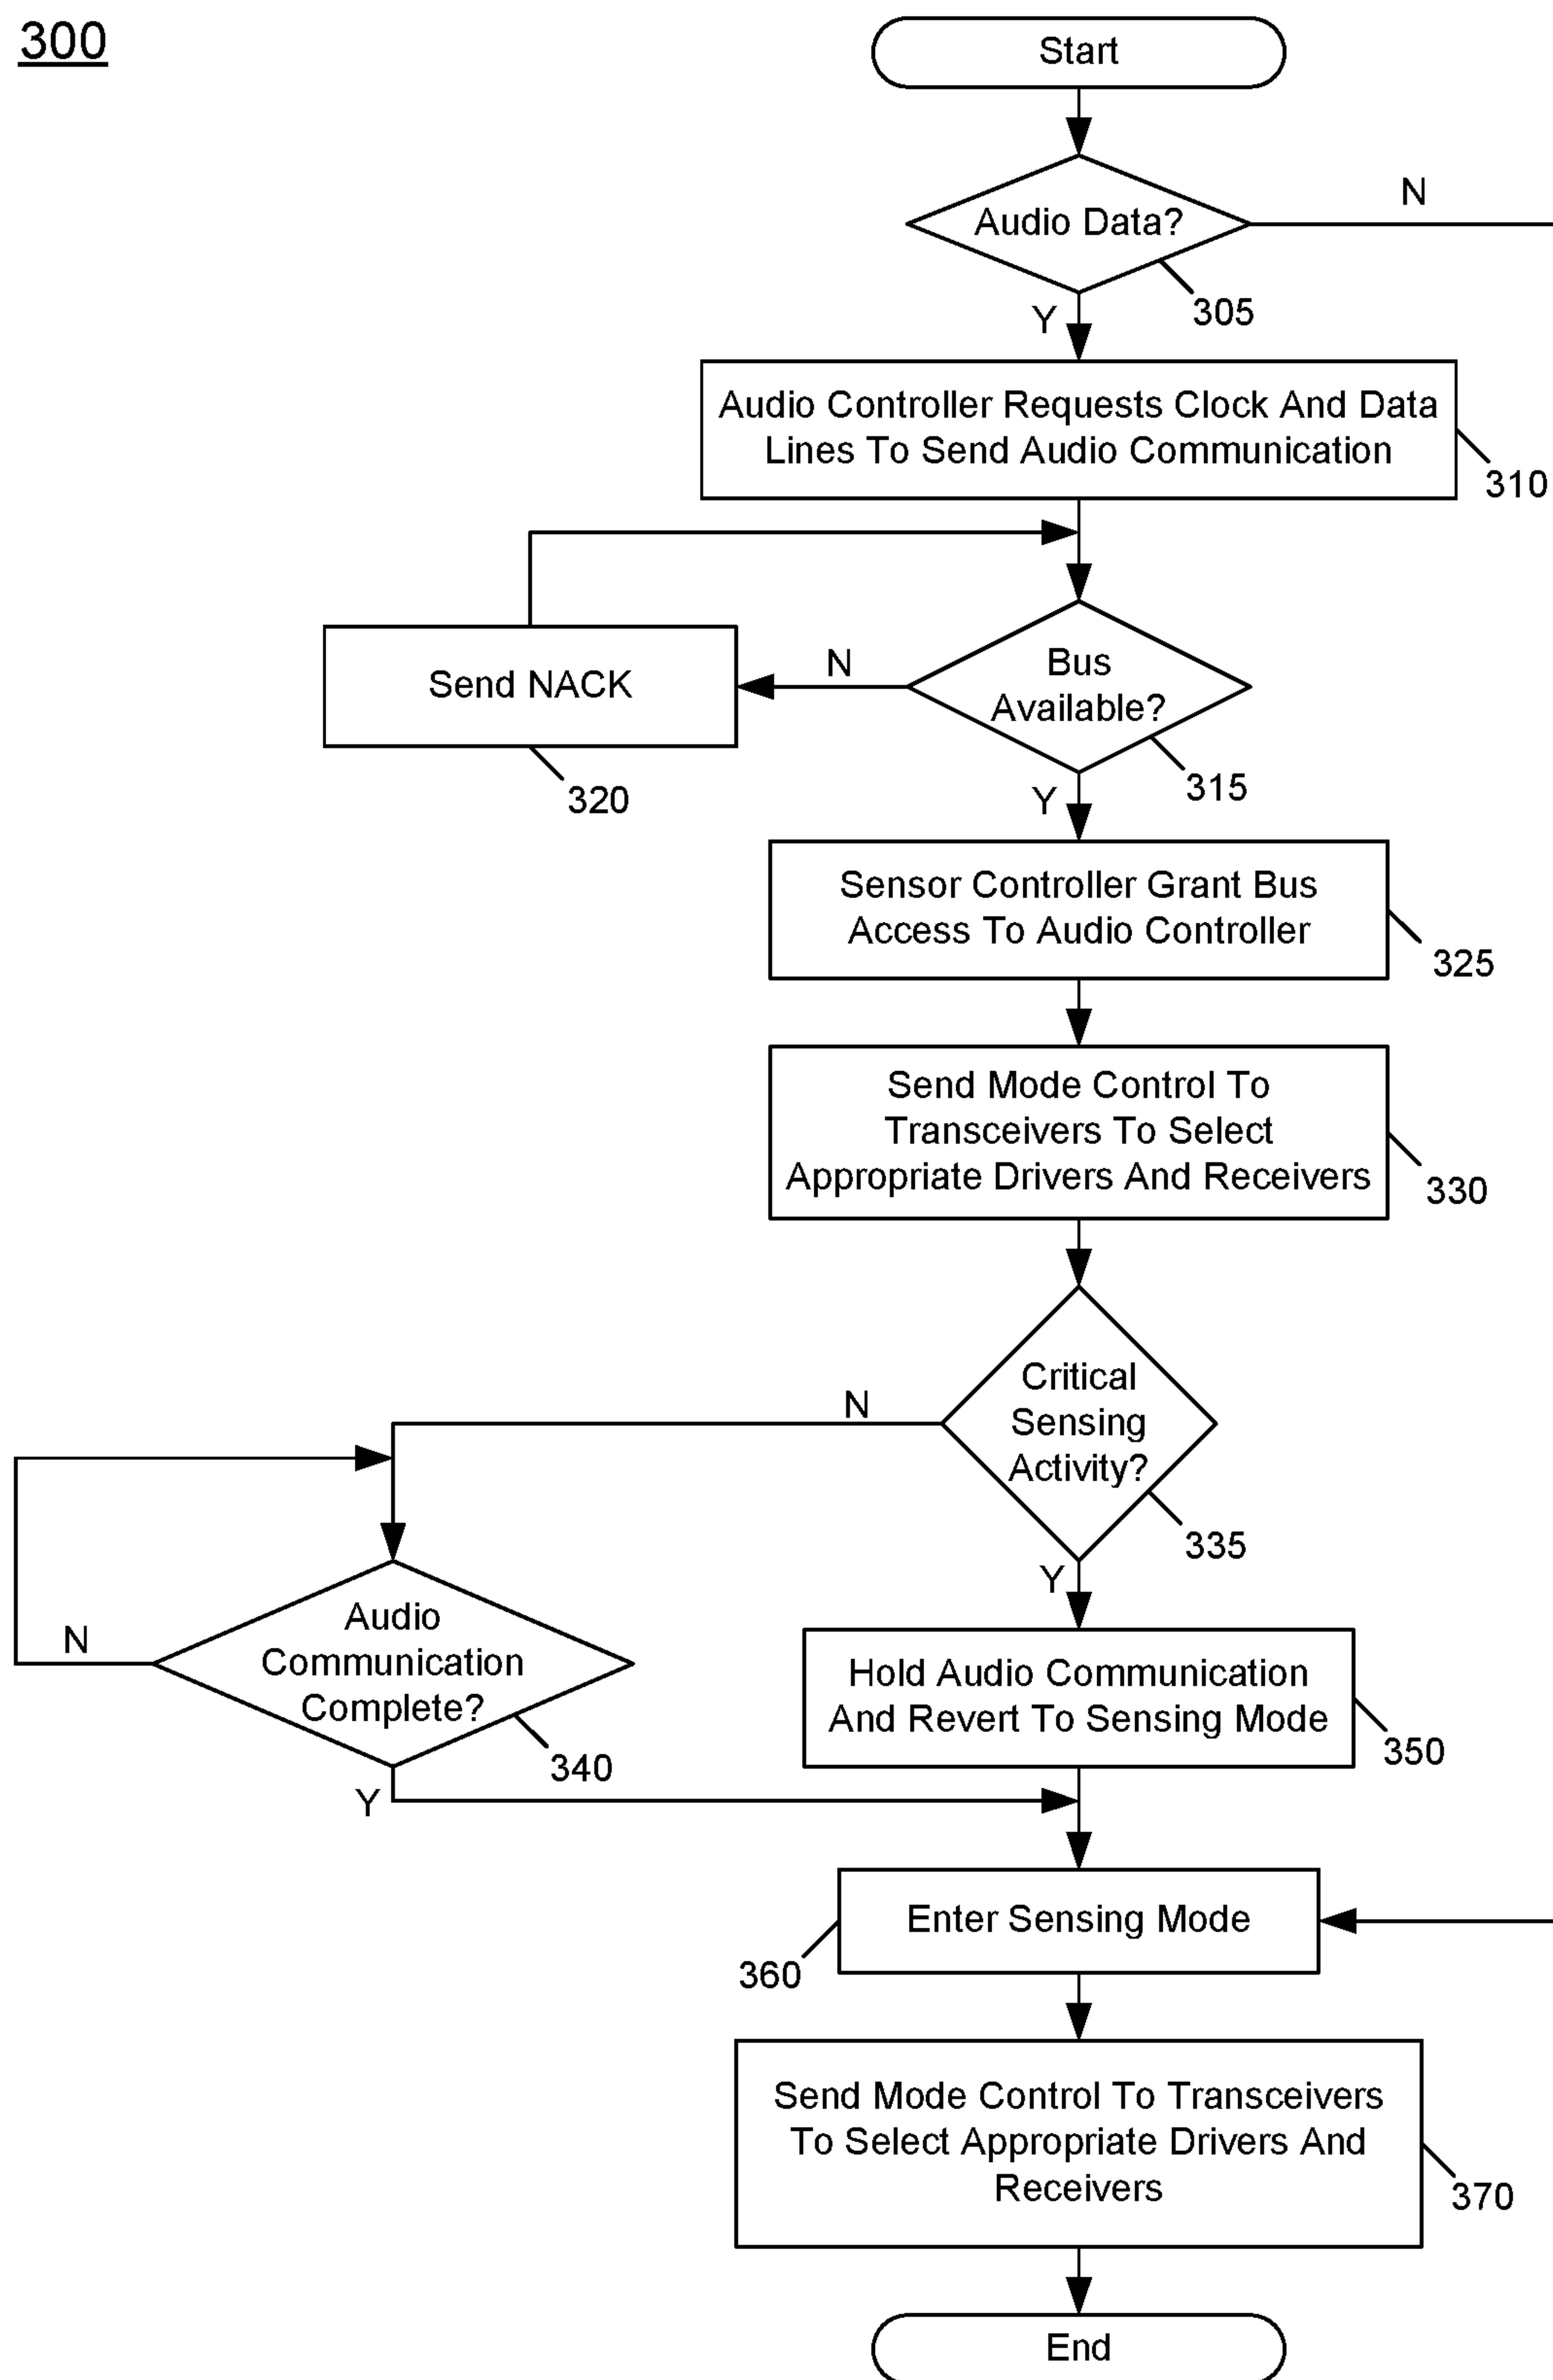 300
Start
Audio Data?
N
305
Y
Audio Controller Requests Clock And Data
Lines To Send Audio Communication
310
Send NACK
N
Bus
Available?
320
315
Y
Sensor Controller Grant Bus
Access To Audio Controller
325
Send Mode Control To
Transceivers To Select
Appropriate Drivers And Receivers
330
Critical
Sensing
Activity?
N
335
Y
Audio
Communication
Complete?
N
340
Y
Hold Audio Communication
And Revert To Sensing Mode
350
Enter Sensing Mode
360
Send Mode Control To Transceivers
To Select Appropriate Drivers And
Receivers
370
End